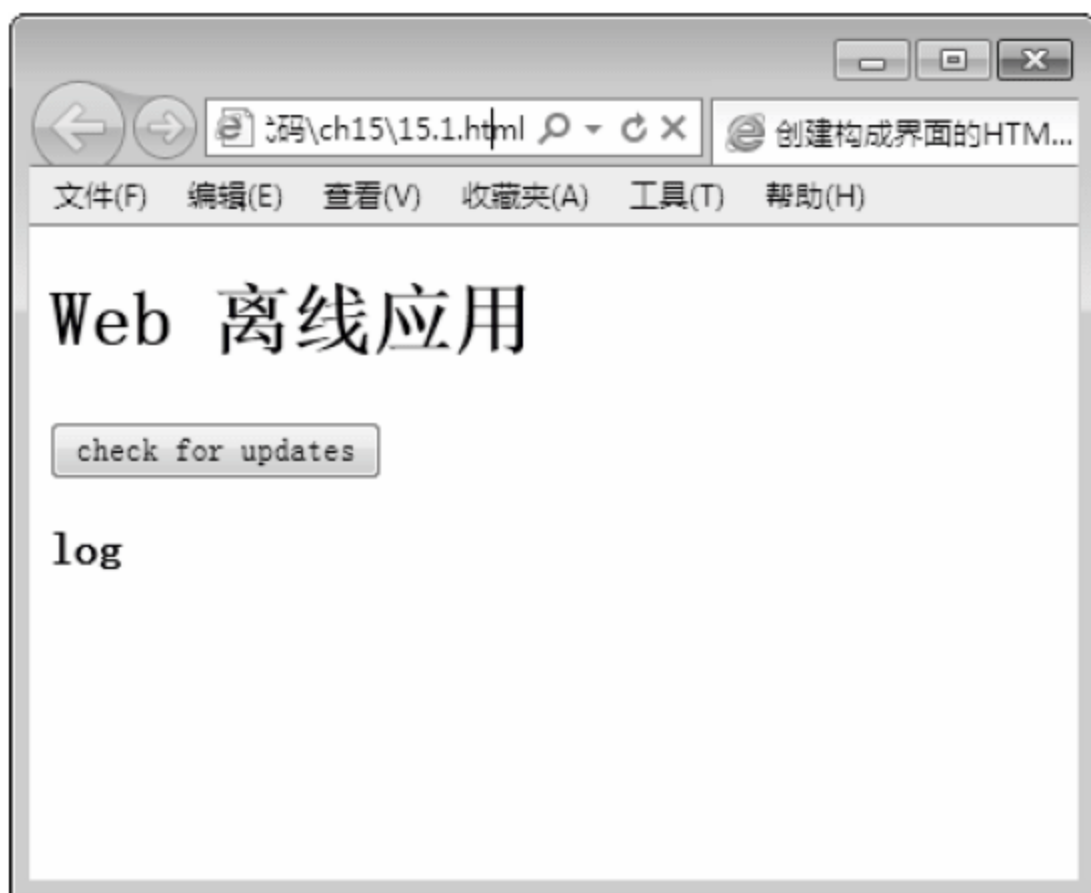 码\ch15\15.1.html
创建构成界面的HTM...
文件(F) 编辑(E) 查看(V) 收藏夹(A) 工具(T) 帮助(H)
Web 离线应用
check for updates
log